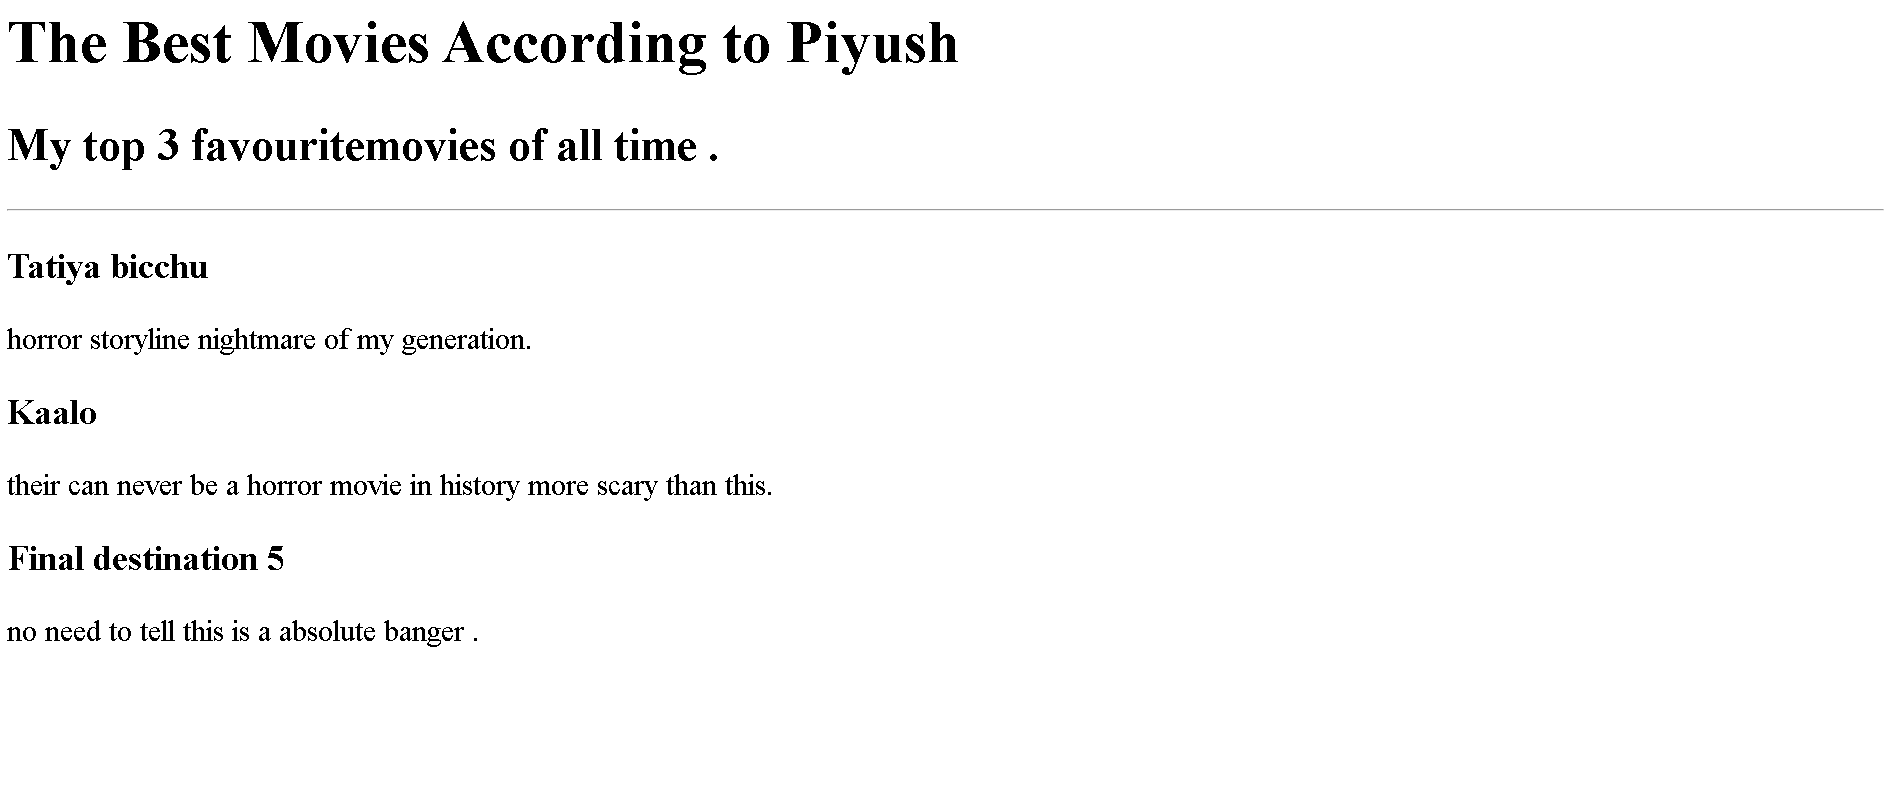 The Best Movies According to Piyush
My top 3 favouritemovies of all time .
Tatiya bicchu
horror storyline nightmare of my generation.
Kaalo
their can never be a horror movie in history more scary than this.
Final destination 5
no need to tell this is a absolute banger .